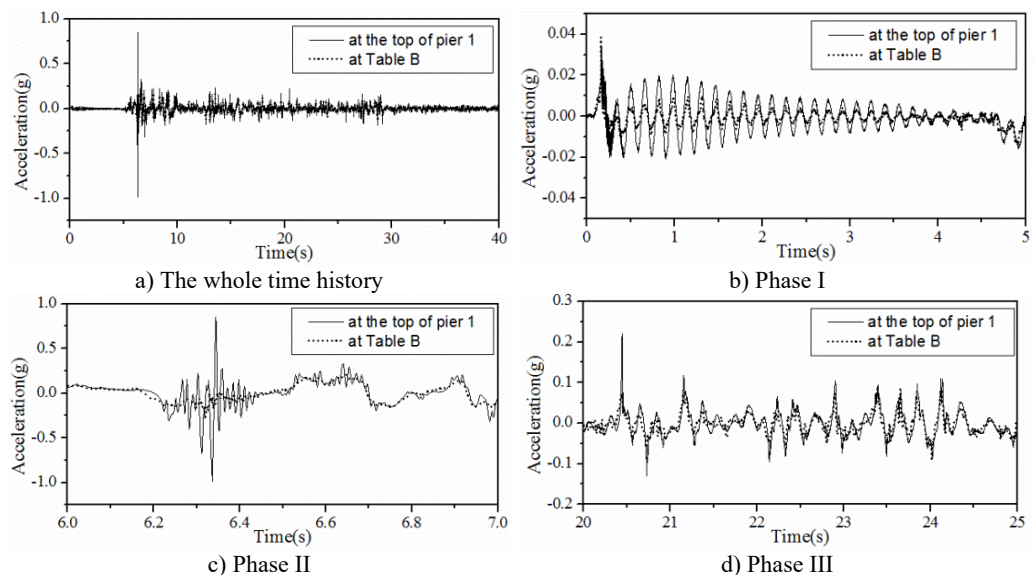 1.0
0.5
0.0
-0.5
-1.0
Acceleration(g)
at the top of pier 1
at Table B
0 10 20 30 40
Time(s)
a) The whole time history
0.04
0.02
0.00
-0.02
-0.04
Acceleration(g)
at the top of pier 1
at Table B
0 1 2 3 4 5
Time(s)
b) Phase I
1.0
0.5
0.0
-0.5
-1.0
Acceleration(g)
at the top of pier 1
at Table B
6.0 6.2 6.4 6.6 6.8 7.0
Time(s)
c) Phase II
0.3
0.2
0.1
0.0
-0.1
-0.2
Acceleration(g)
at the top of pier 1
at Table B
20 21 22 23 24 25
Time(s)
d) Phase III